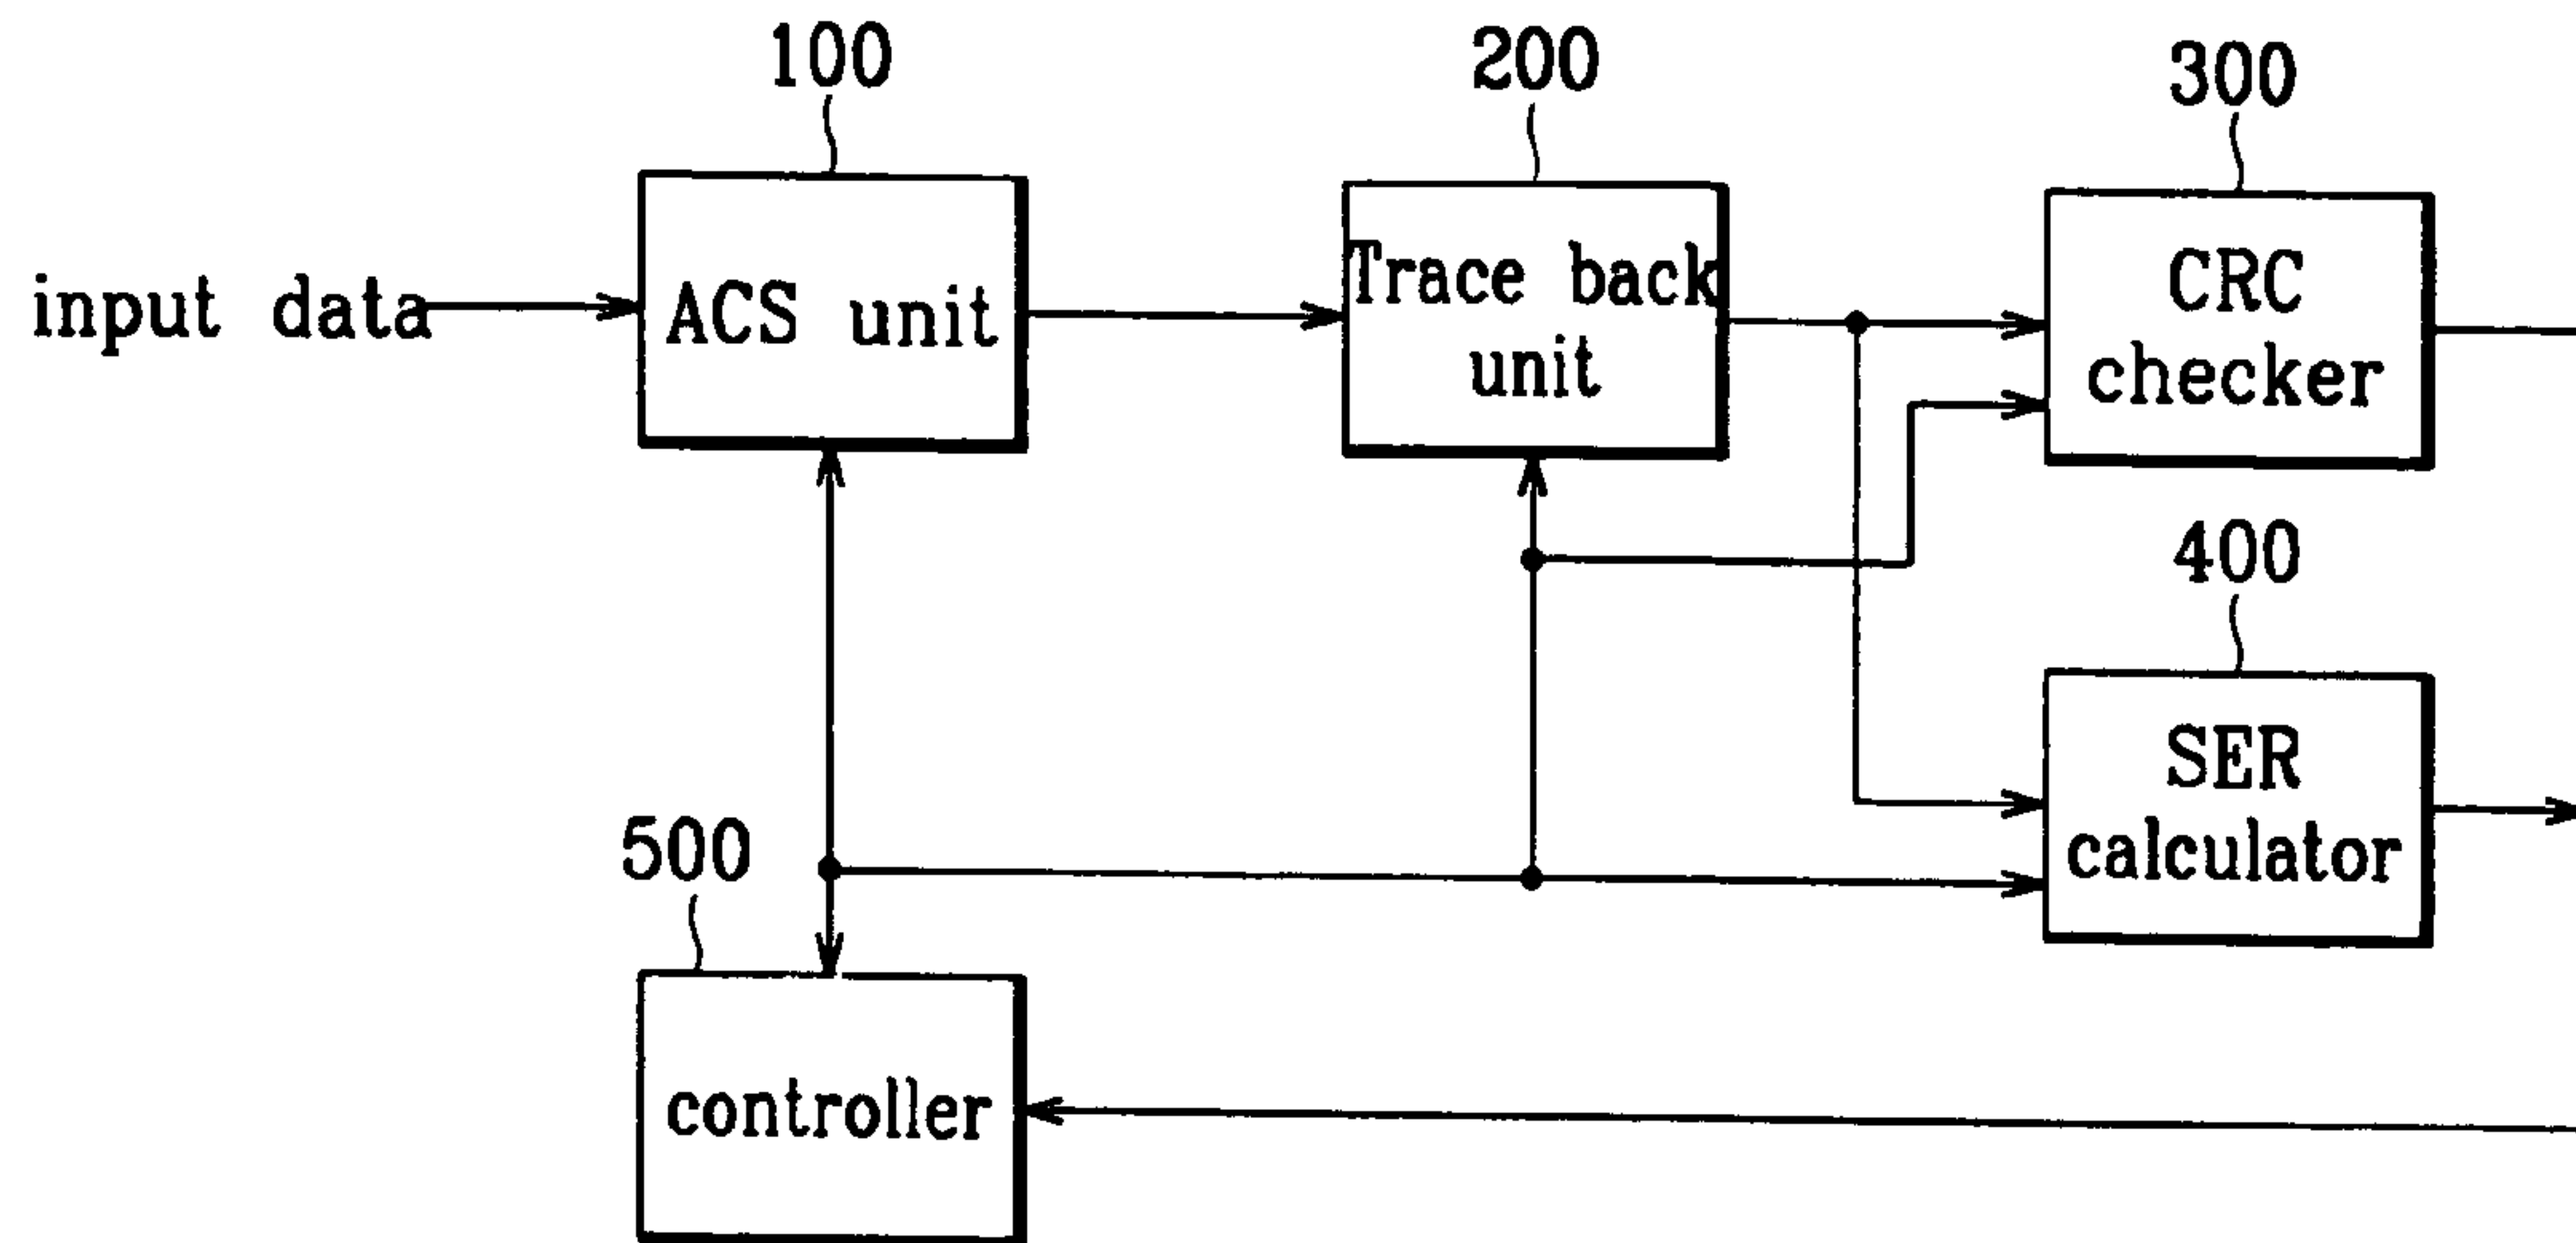 100
200
300
input data
ACS unit
Trace back
unit
CRC
checker
400
SER
calculator
500
controller